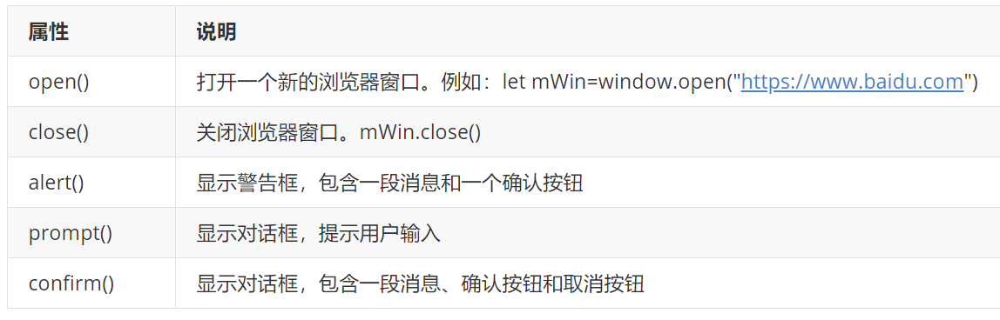 属性 说明
open() 打开一个新的浏览器窗口。例如：let mWin=window.open("https://www.baidu.com")
close() 关闭浏览器窗口。mWin.close()
alert() 显示警告框，包含一段消息和一个确认按钮
prompt() 显示对话框，提示用户输入
confirm() 显示对话框，包含一段消息、确认按钮和取消按钮